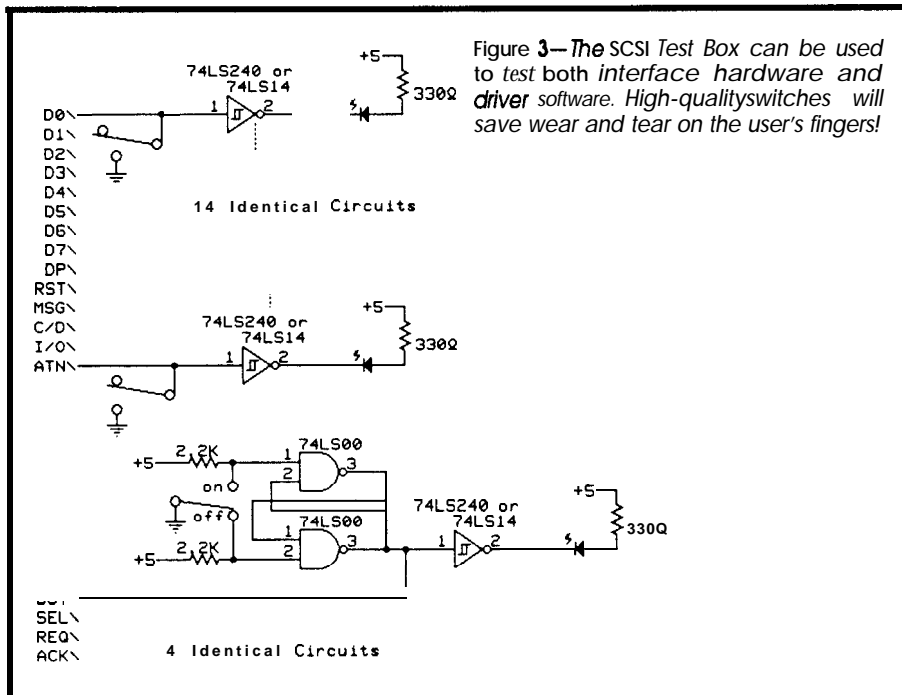 Figure 3—The SCSI Test Box can be used
to test both interface hardware and
driver software. High-qualityswitches will
save wear and tear on the user's fingers!
74LS240 or
74LS14
+5
330Ω
1 2
D0\
D1\
D2\
D3\
D4\
D5\
D6\
D7\
DP\
RST\
MSG\
C/D\
I/O\
ATN\
14 Identical Circuits
74LS240 or
74LS14
+5
330Ω
1 2
74LS00
+5 2.2K 1
2 3
on
off
74LS00
1
+5 2.2K 2 3
74LS240 or
74LS14
1 2
+5
330Q
SEL\
REQ\
ACK\
4 Identical Circuits